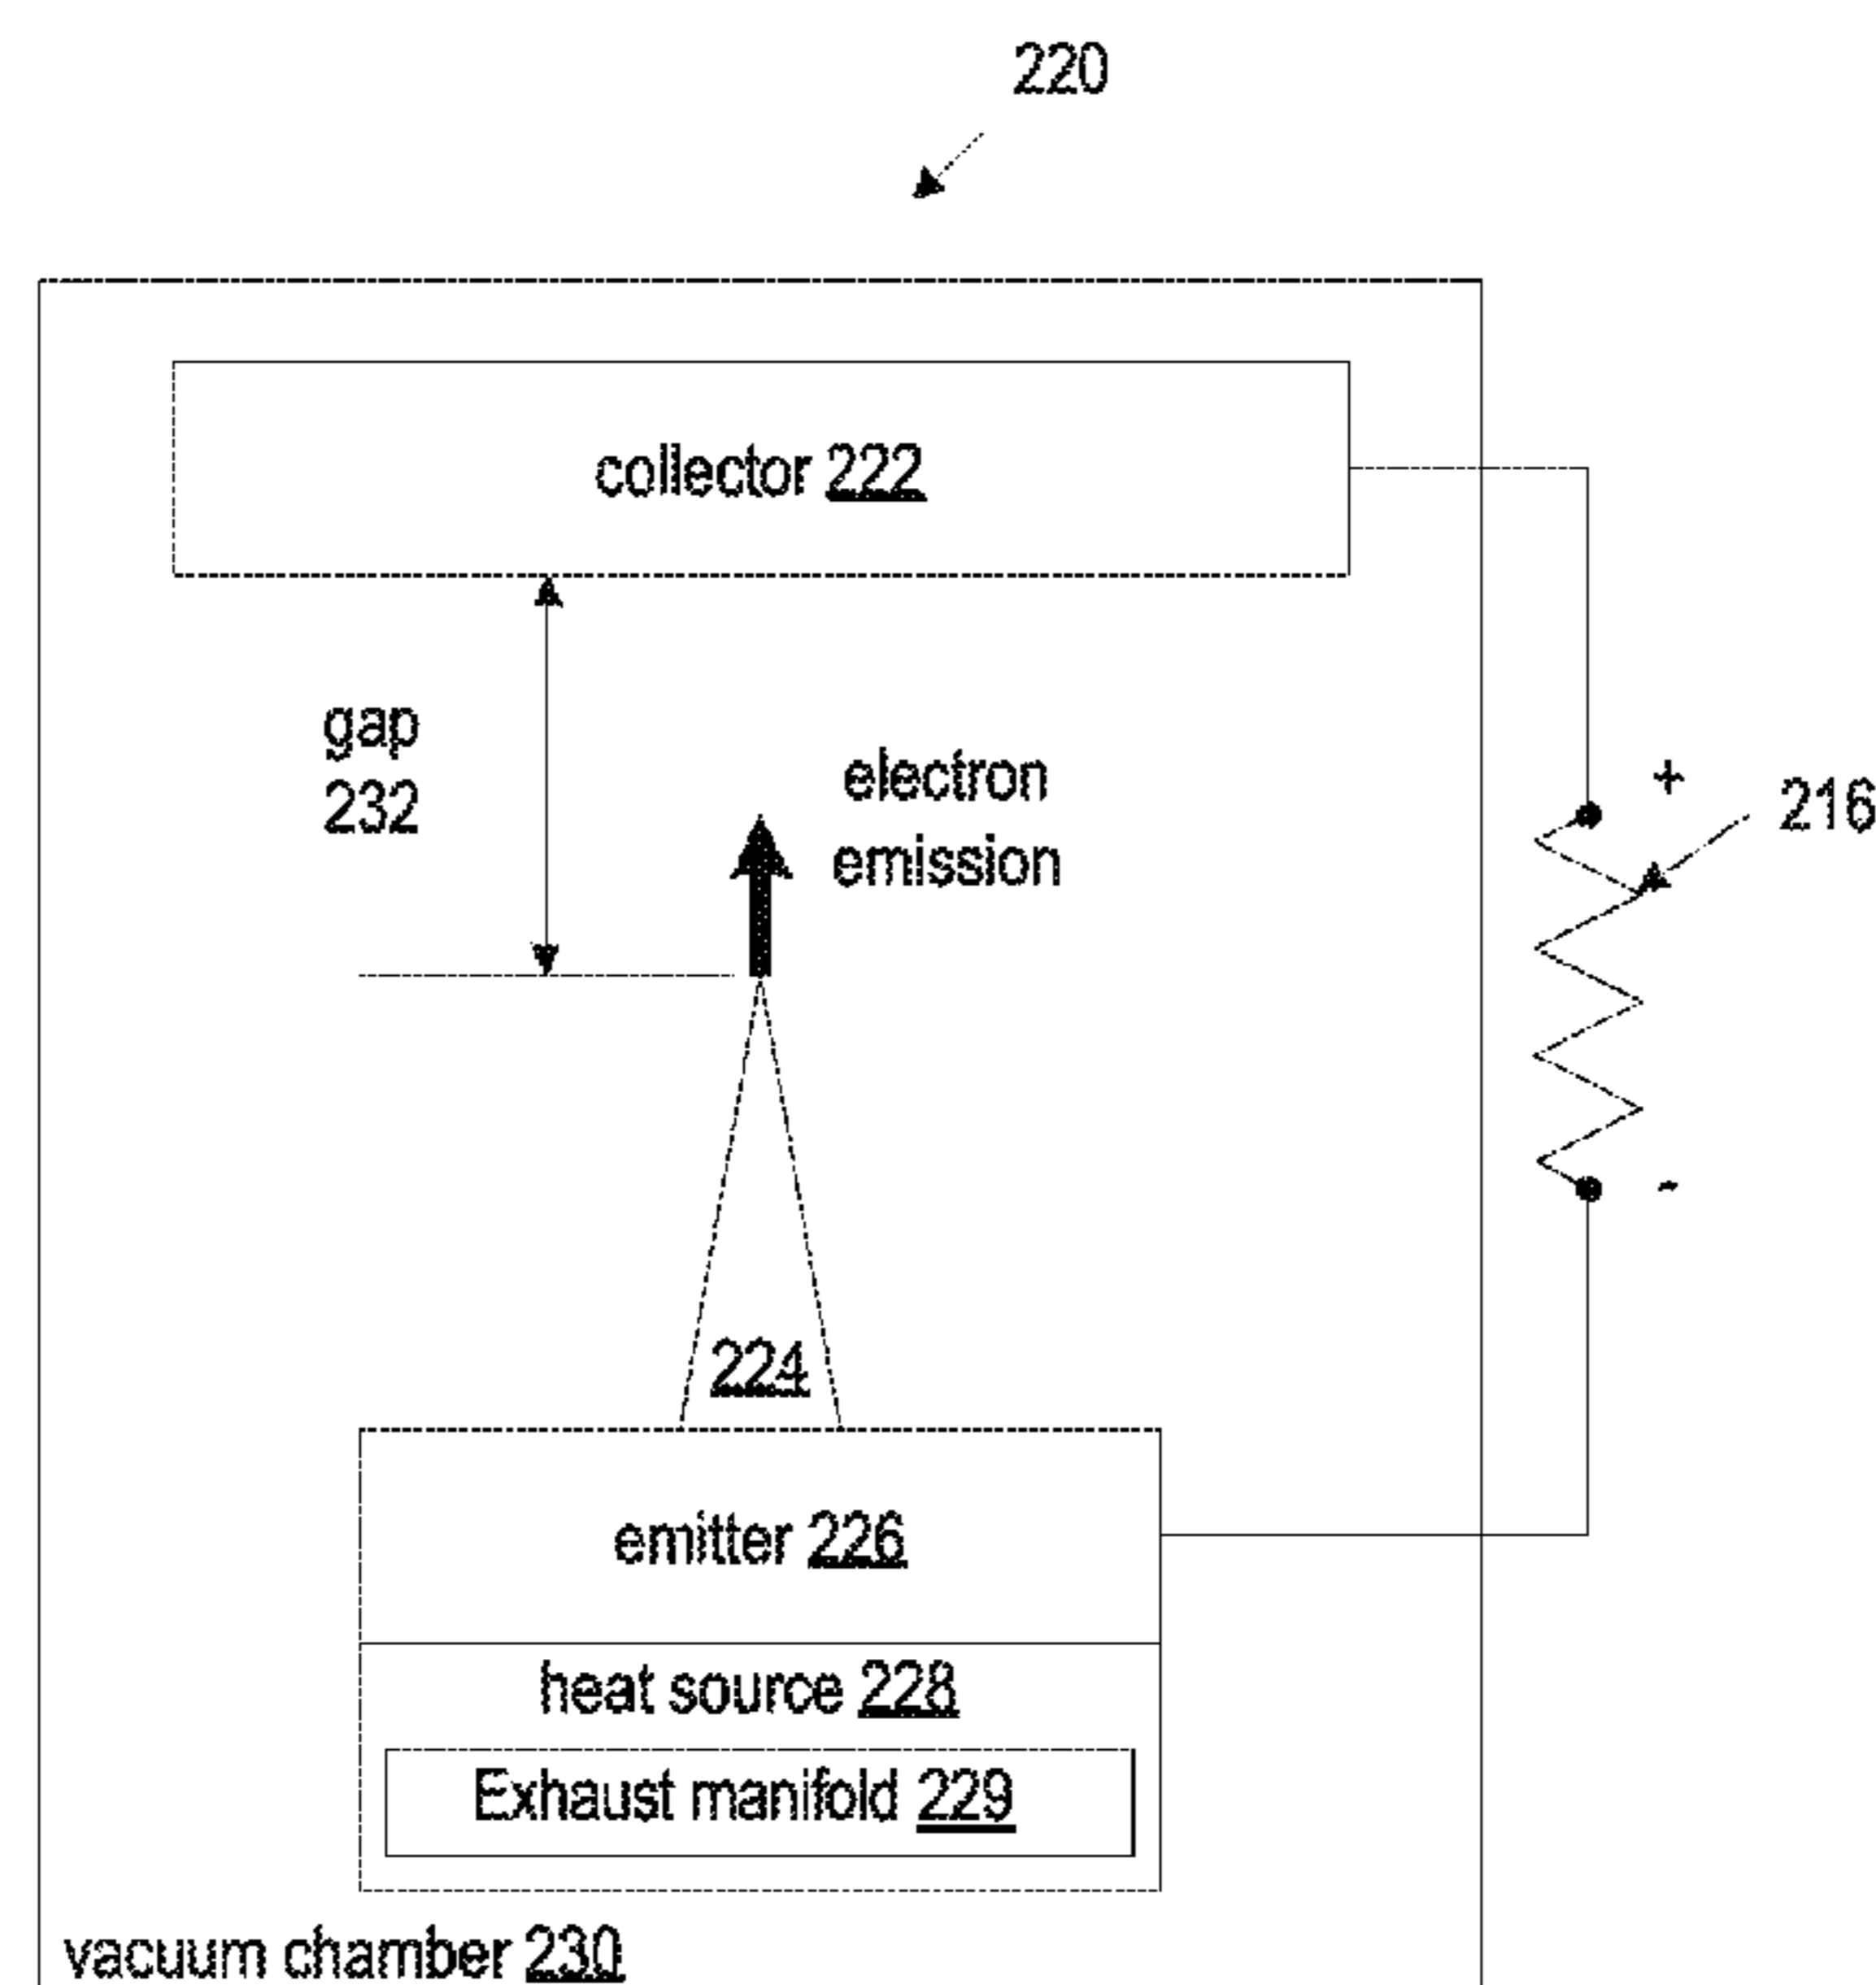 220
collector 222
gap
232
electron
emission
+
216
-
224
emitter 226
heat source 228
Exhaust manifold 229
vacuum chamber 230